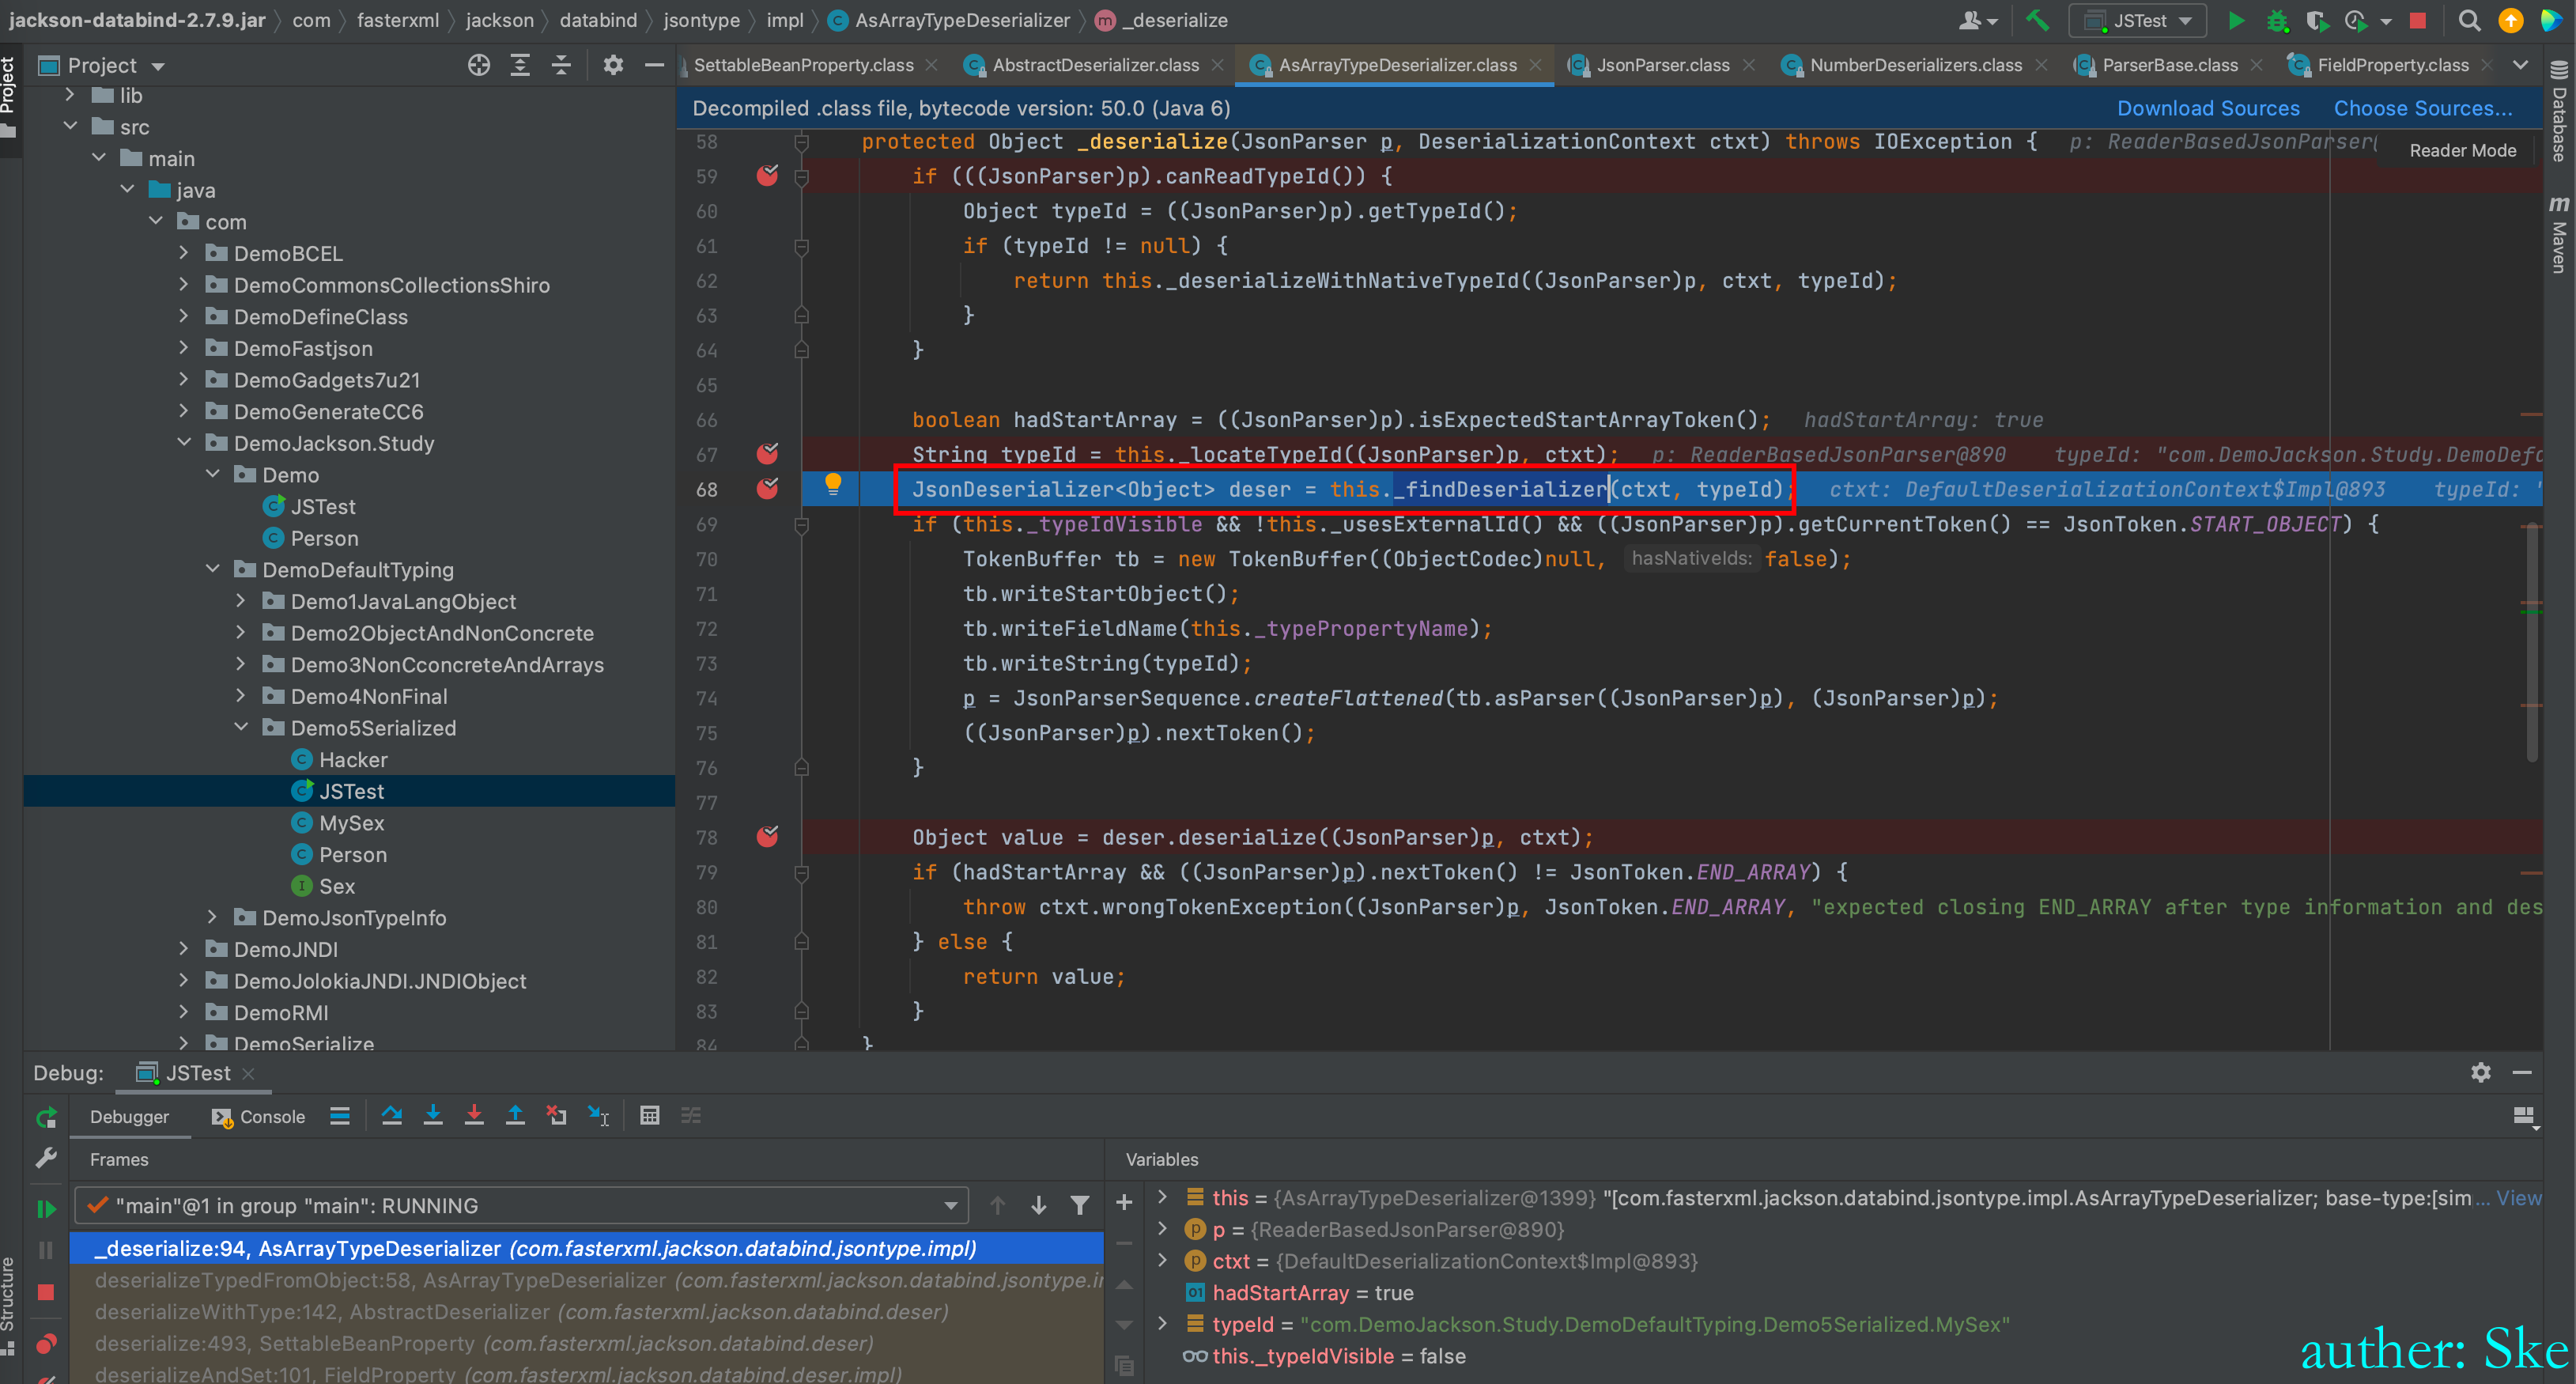 jackson-databind-2.7.9.jar com fasterxml jackson databind jsontype impl AsArrayTypeDeserializer _deserialize JSTest
Project
SettableBeanProperty.class AbstractDeserializer.class AsArrayTypeDeserializer.class JsonParser.class NumberDeserializers.class ParserBase.class FieldProperty.class
Decompiled .class file, bytecode version: 50.0 (Java 6) Download Sources Choose Sources...
Reader Mode
Project
Structure
Database
Maven
lib
src
main
java
com
DemoBCEL
DemoCommonsCollectionsShiro
DemoDefineClass
DemoFastjson
DemoGadgets7u21
DemoGenerateCC6
DemoJackson.Study
Demo
JSTest
Person
DemoDefaultTyping
Demo1JavaLangObject
Demo2ObjectAndNonConcrete
Demo3NonCconcreteAndArrays
Demo4NonFinal
Demo5Serialized
Hacker
JSTest
MySex
Person
Sex
DemoJsonTypeInfo
DemoJNDI
DemoJolokiaJNDI.JNDIObject
DemoRMI
DemoSerialize
58 protected Object _deserialize(JsonParser p, DeserializationContext ctxt) throws IOException { p: ReaderBasedJsonParser(
59 if (((JsonParser)p).canReadTypeId()) {
60 Object typeId = ((JsonParser)p).getTypeId();
61 if (typeId != null) {
62 return this._deserializeWithNativeTypeId((JsonParser)p, ctxt, typeId);
63 }
64 }
65
66 boolean hadStartArray = ((JsonParser)p).isExpectedStartArrayToken(); hadStartArray: true
67 String typeId = this._locateTypeId((JsonParser)p, ctxt); p: ReaderBasedJsonParser@890 typeId: "com.DemoJackson.Study.DemoDefa
68 JsonDeserializer<Object> deser = this._findDeserializer(ctxt, typeId); ctxt: DefaultDeserializationContext$Impl@893 typeId: "
69 if (this._typeIdVisible && !this._usesExternalId() && ((JsonParser)p).getCurrentToken() == JsonToken.START_OBJECT) {
70 TokenBuffer tb = new TokenBuffer((ObjectCodec)null, hasNativeIds: false);
71 tb.writeStartObject();
72 tb.writeFieldName(this._typePropertyName);
73 tb.writeString(typeId);
74 p = JsonParserSequence.createFlattened(tb.asParser((JsonParser)p), (JsonParser)p);
75 ((JsonParser)p).nextToken();
76 }
77
78 Object value = deser.deserialize((JsonParser)p, ctxt);
79 if (hadStartArray && ((JsonParser)p).nextToken() != JsonToken.END_ARRAY) {
80 throw ctxt.wrongTokenException((JsonParser)p, JsonToken.END_ARRAY, "expected closing END_ARRAY after type information and des
81 } else {
82 return value;
83 }
84 }
Debug: JSTest
Debugger Console
Frames
"main"@1 in group "main": RUNNING
_deserialize:94, AsArrayTypeDeserializer (com.fasterxml.jackson.databind.jsontype.impl)
deserializeTypedFromObject:58, AsArrayTypeDeserializer (com.fasterxml.jackson.databind.jsontype.ir
deserializeWithType:142, AbstractDeserializer (com.fasterxml.jackson.databind.deser)
deserialize:493, SettableBeanProperty (com.fasterxml.jackson.databind.deser)
deserializeAndSet:101, FieldProperty (com.fasterxml.jackson.databind.deser.impl)
Variables
this = {AsArrayTypeDeserializer@1399} "[com.fasterxml.jackson.databind.jsontype.impl.AsArrayTypeDeserializer; base-type:[sim... View
p = {ReaderBasedJsonParser@890}
ctxt = {DefaultDeserializationContext$Impl@893}
hadStartArray = true
typeId = "com.DemoJackson.Study.DemoDefaultTyping.Demo5Serialized.MySex"
this._typeIdVisible = false
auther: Ske